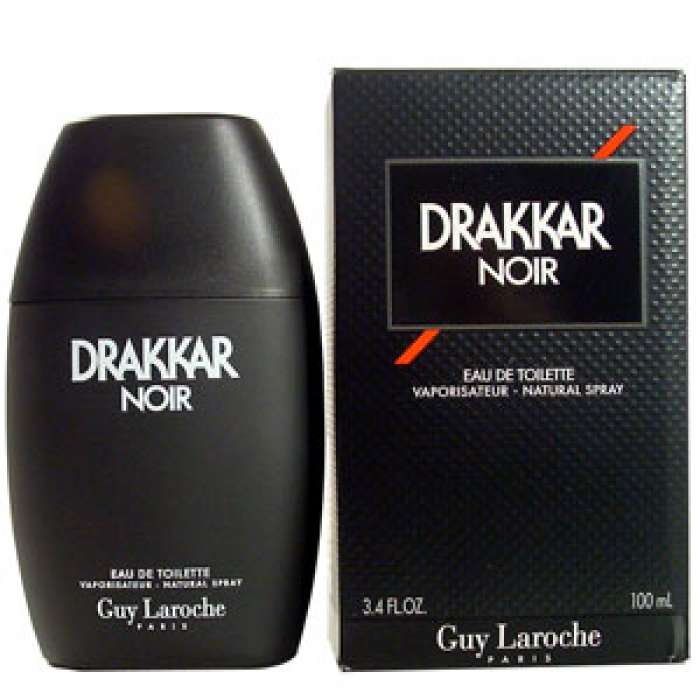 DRAKKAR
NOIR
EAU DE TOILETTE
VAPORISATEUR - NATURAL SPRAY
Guy Laroche
PARIS
DRAKKAR
NOIR
EAU DE TOILETTE
VAPORISATEUR - NATURAL SPRAY
3.4 FL.OZ. 100 mL
Guy Laroche
PARIS